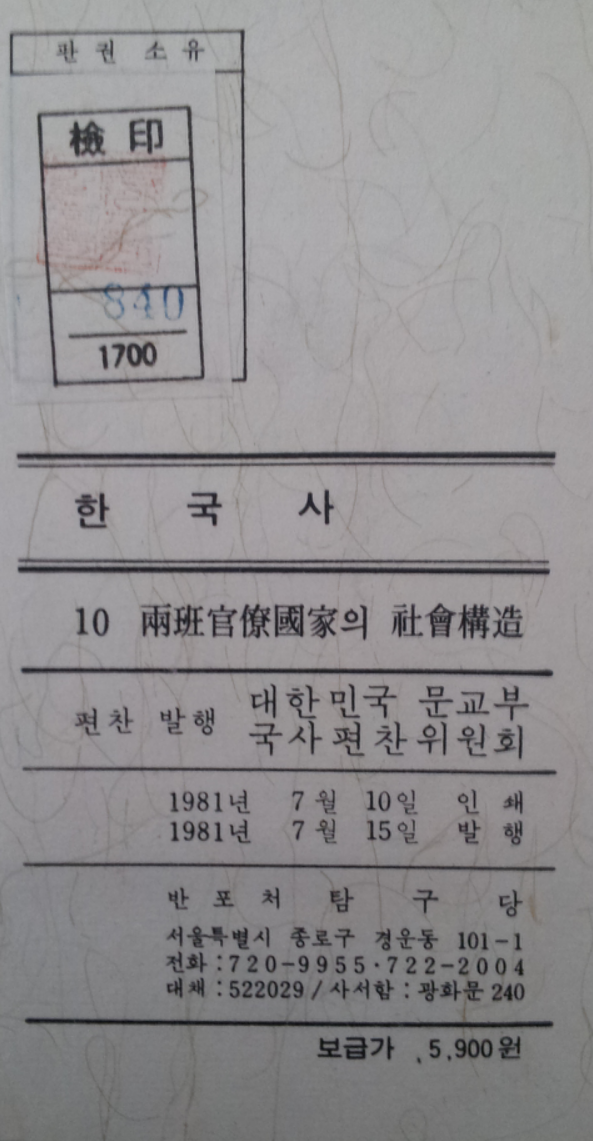 판권 소유
檢印
840
1700
한국사
10 兩班官僚國家의 社會構造
편찬 발행 대한민국 문교부
국사편찬위원회
1981년 7월 10일 인쇄
1981년 7월 15일 발행
반포처 탐구당
서울특별시 종로구 경운동 101-1
전화:720-9955·722-2004
대채:522029/사서함:광화문 240
보급가 5,900원